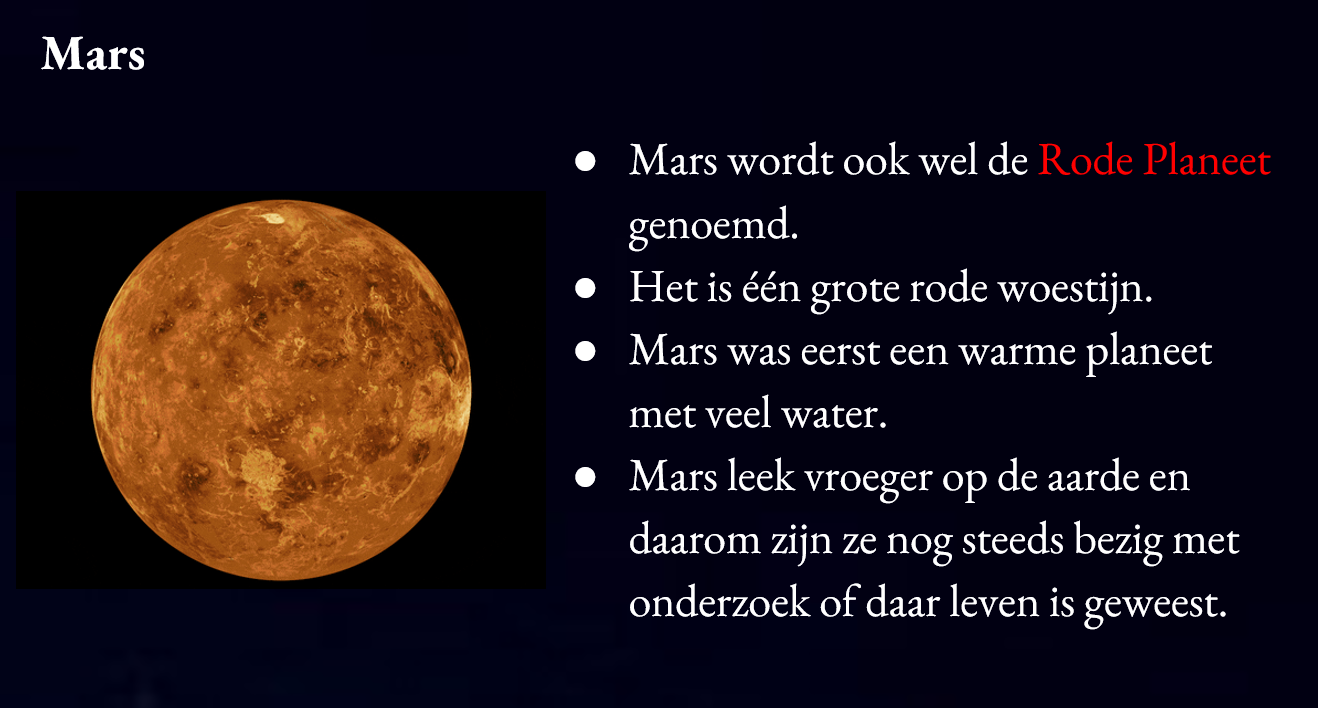 Mars
● Mars wordt ook wel de Rode Planeet
genoemd.
● Het is één grote rode woestijn.
● Mars was eerst een warme planeet
met veel water.
● Mars leek vroeger op de aarde en
daarom zijn ze nog steeds bezig met
onderzoek of daar leven is geweest.